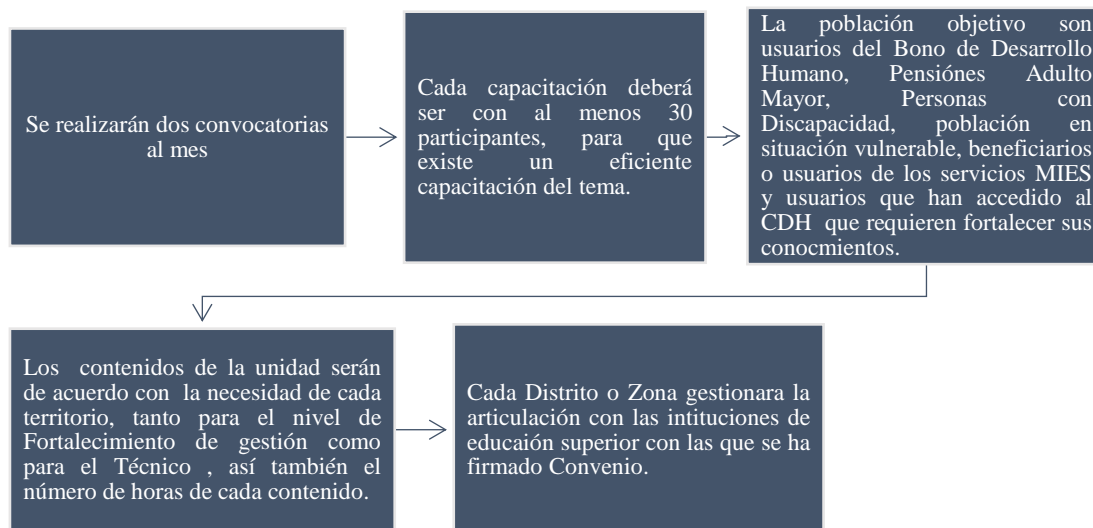 Se realizarán dos convocatorias
al mes
Cada capacitación deberá
ser con al menos 30
participantes, para que
existe un eficiente
capacitación del tema.
La población objetivo son
usuarios del Bono de Desarrollo
Humano, Pensiónes Adulto
Mayor, Personas con
Discapacidad, población en
situación vulnerable, beneficiarios
o usuarios de los servicios MIES
y usuarios que han accedido al
CDH que requieren fortalecer sus
conocmientos.
Los contenidos de la unidad serán
de acuerdo con la necesidad de cada
territorio, tanto para el nivel de
Fortalecimiento de gestión como
para el Técnico , así también el
número de horas de cada contenido.
Cada Distrito o Zona gestionara la
articulación con las intituciones de
educaión superior con las que se ha
firmado Convenio.